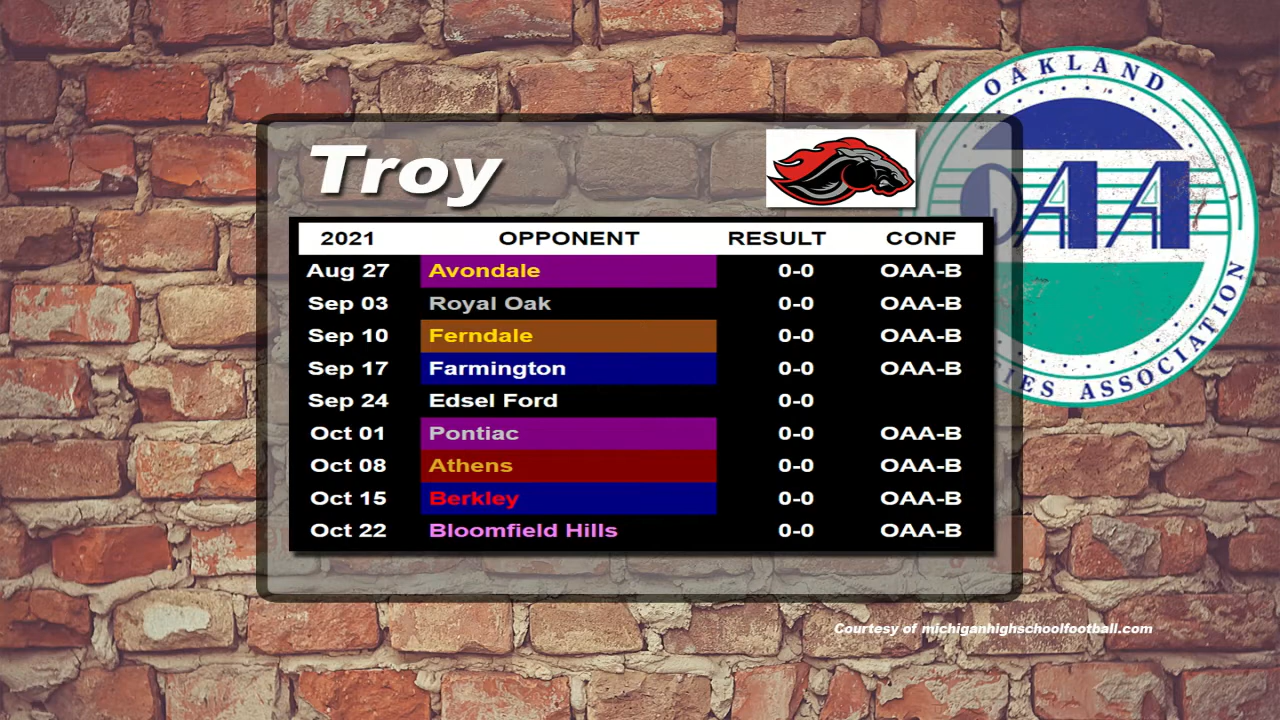 OAKLAND
Troy
OAA
2021 OPPONENT RESULT CONF
Aug 27 Avondale 0-0 OAA-B
Sep 03 Royal Oak 0-0 OAA-B
Sep 10 Ferndale 0-0 OAA-B
Sep 17 Farmington 0-0 OAA-B
Sep 24 Edsel Ford 0-0
Oct 01 Pontiac 0-0 OAA-B
Oct 08 Athens 0-0 OAA-B
Oct 15 Berkley 0-0 OAA-B
Oct 22 Bloomfield Hills 0-0 OAA-B
ASSOCIATION
Courtesy of michiganhighschoolfootball.com